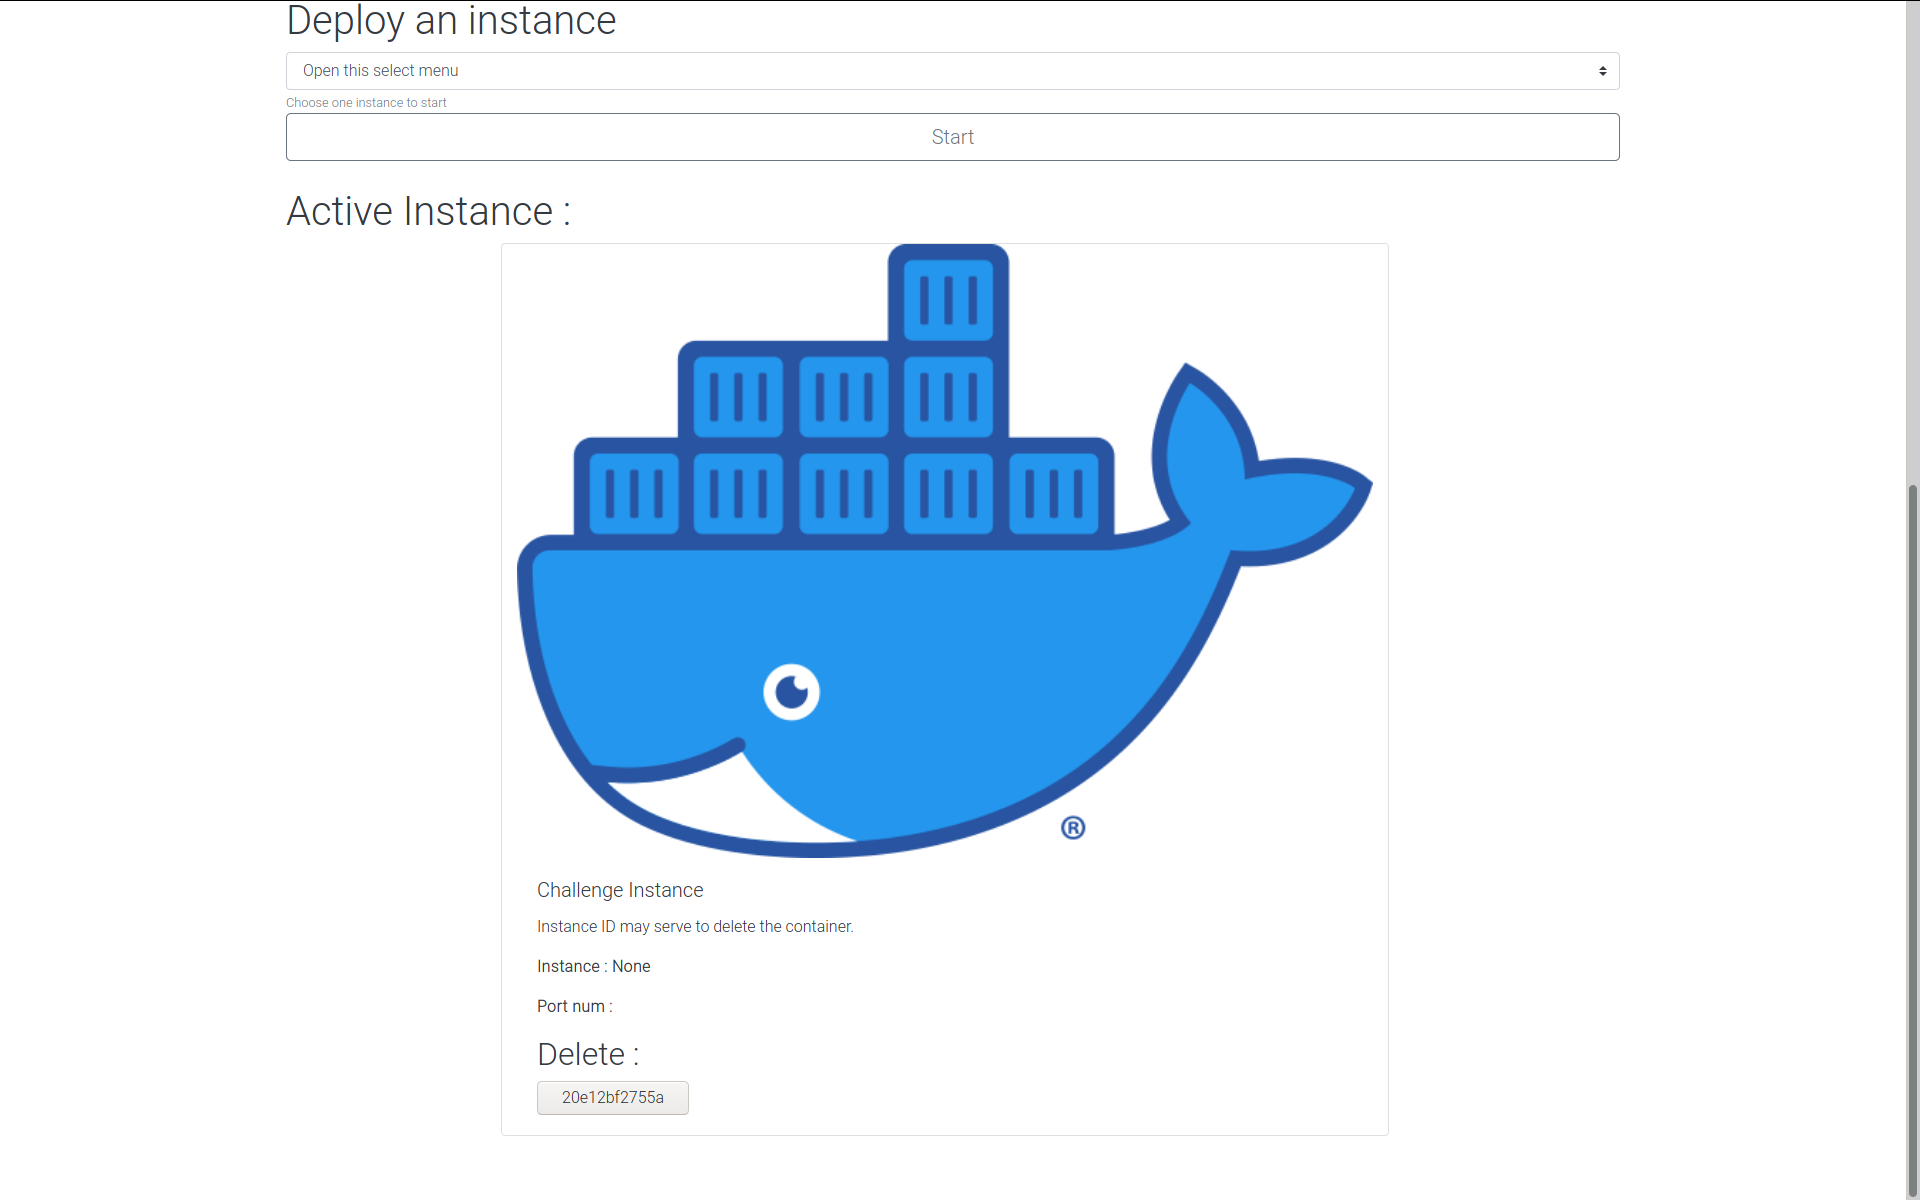 Deploy an instance
Open this select menu
Choose one instance to start
Start
Active Instance :
®
Challenge Instance
Instance ID may serve to delete the container.
Instance : None
Port num :
Delete :
20e12bf2755a